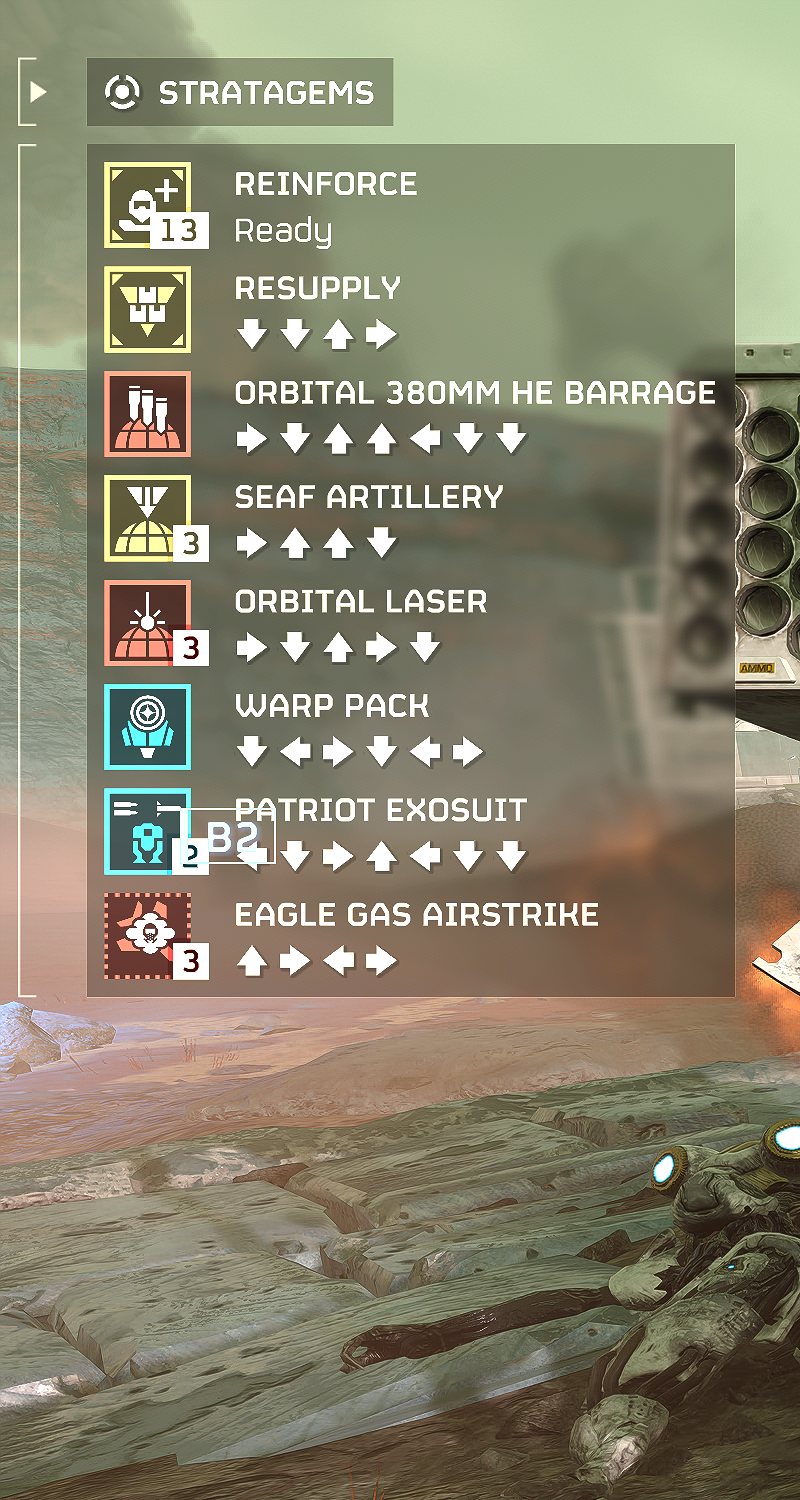 STRATAGEMS
13
REINFORCE
Ready
RESUPPLY
ORBITAL 380MM HE BARRAGE
3
SEAF ARTILLERY
3
ORBITAL LASER
WARP PACK
2
B2
PATRIOT EXOSUIT
3
EAGLE GAS AIRSTRIKE
AMMO